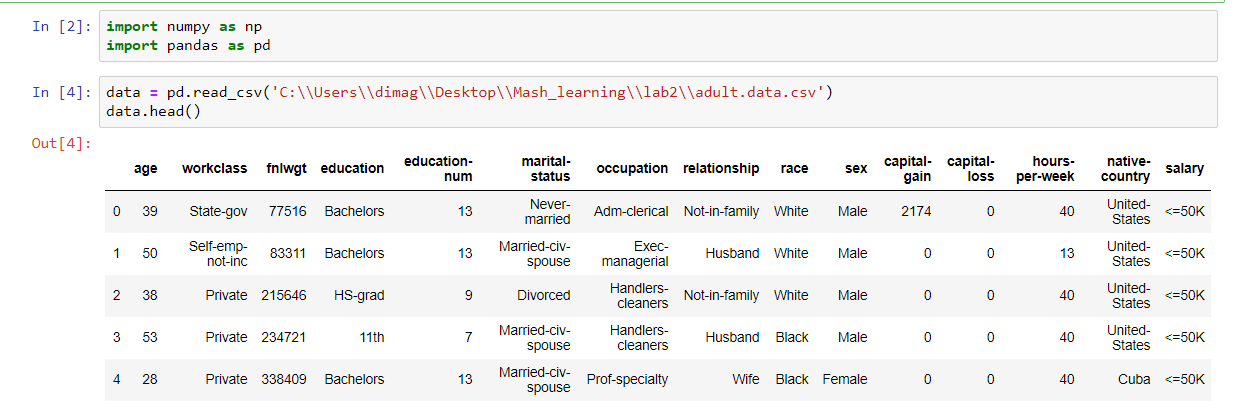 In [2]: import numpy as np
import pandas as pd
In [4]: data = pd.read_csv('C:\\Users\\dimag\\Desktop\\Mash_learning\\lab2\\adult.data.csv')
data.head()
Out[4]:
age workclass fnlwgt education education-num marital-status occupation relationship race sex capital-gain capital-loss hours-per-week native-country salary
0 39 State-gov 77516 Bachelors 13 Never-married Adm-clerical Not-in-family White Male 2174 0 40 United-States <=50K
1 50 Self-emp-not-inc 83311 Bachelors 13 Married-civ-spouse Exec-managerial Husband White Male 0 0 13 United-States <=50K
2 38 Private 215646 HS-grad 9 Divorced Handlers-cleaners Not-in-family White Male 0 0 40 United-States <=50K
3 53 Private 234721 11th 7 Married-civ-spouse Handlers-cleaners Husband Black Male 0 0 40 United-States <=50K
4 28 Private 338409 Bachelors 13 Married-civ-spouse Prof-specialty Wife Black Female 0 0 40 Cuba <=50K